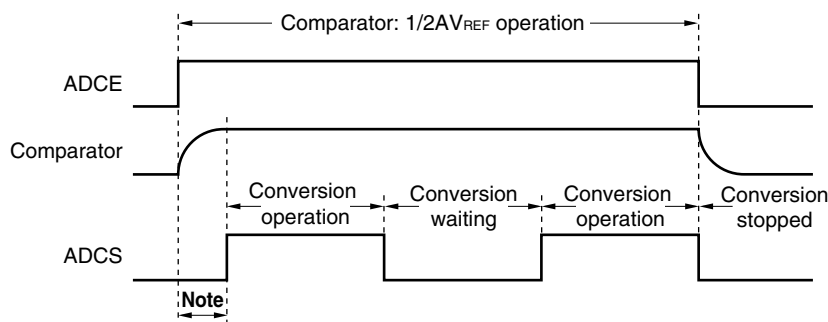 Comparator: 1/2AVREF operation
ADCE
Comparator
Conversion operation
Conversion waiting
Conversion operation
Conversion stopped
ADCS
Note